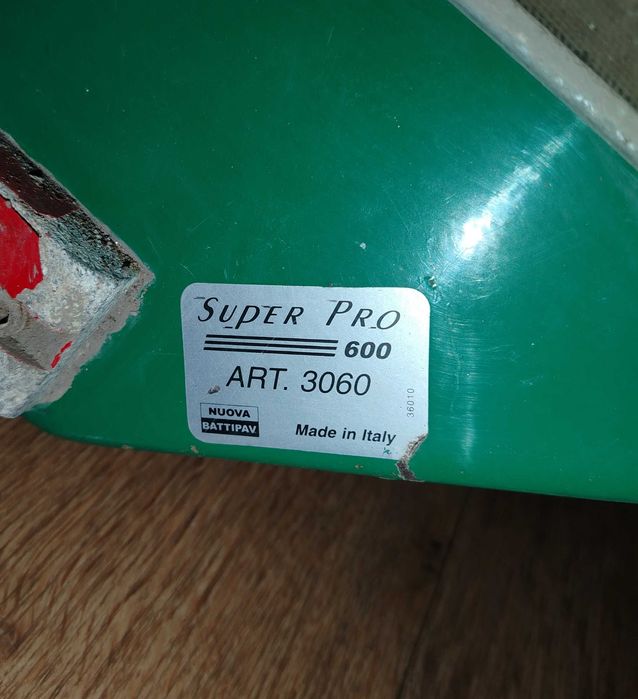 SUPER PRO
600
ART. 3060
36010
NUOVA
BATTIPAV
Made in Italy